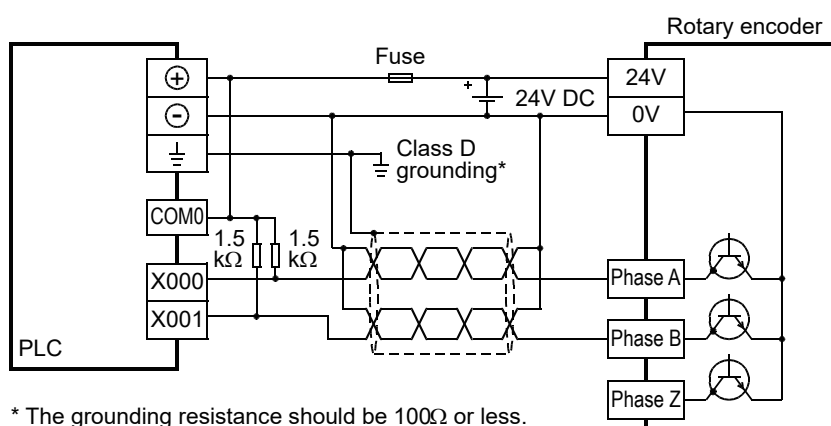 Rotary encoder
Fuse
24V
+
24V DC
0V
Class D
grounding*
COM0
1.5
kΩ
1.5
kΩ
X000
X001
PLC
Phase A
Phase B
Phase Z
* The grounding resistance should be 100Ω or less.